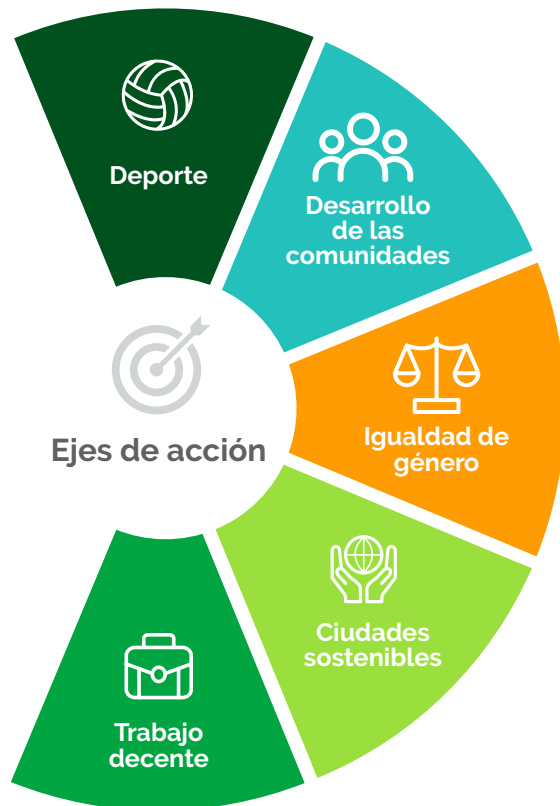 Deporte
Desarrollo
de las
comunidades
Igualdad de
género
Ejes de acción
Ciudades
sostenibles
Trabajo
decente